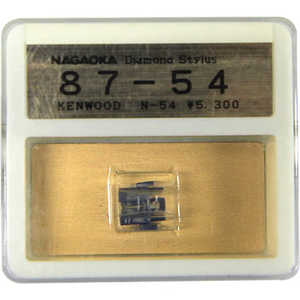 NAGAOKA Diamond Stylus
87-54
KENWOOD N-54 ¥5,300